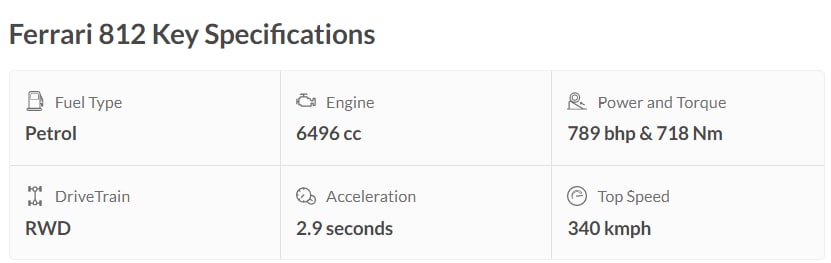 Ferrari 812 Key Specifications
Fuel Type
Petrol
Engine
6496 cc
Power and Torque
789 bhp & 718 Nm
DriveTrain
RWD
Acceleration
2.9 seconds
Top Speed
340 kmph